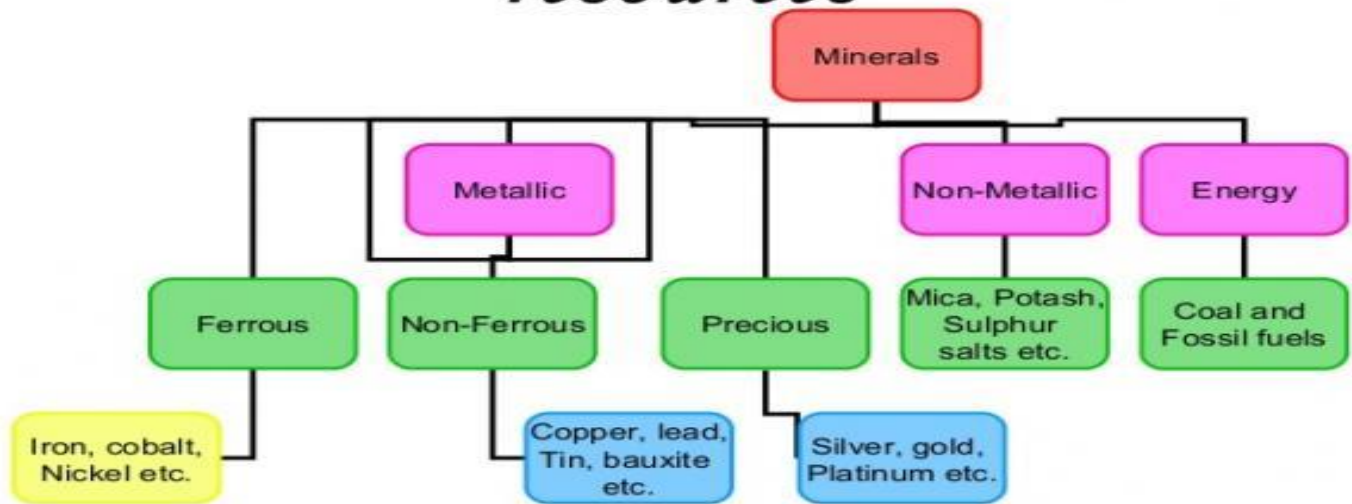 Minerals
Metallic
Non-Metallic
Energy
Ferrous
Non-Ferrous
Precious
Mica, Potash,
Sulphur
salts etc.
Coal and
Fossil fuels
Iron, cobalt,
Nickel etc.
Copper, lead,
Tin, bauxite
etc.
Silver, gold,
Platinum etc.